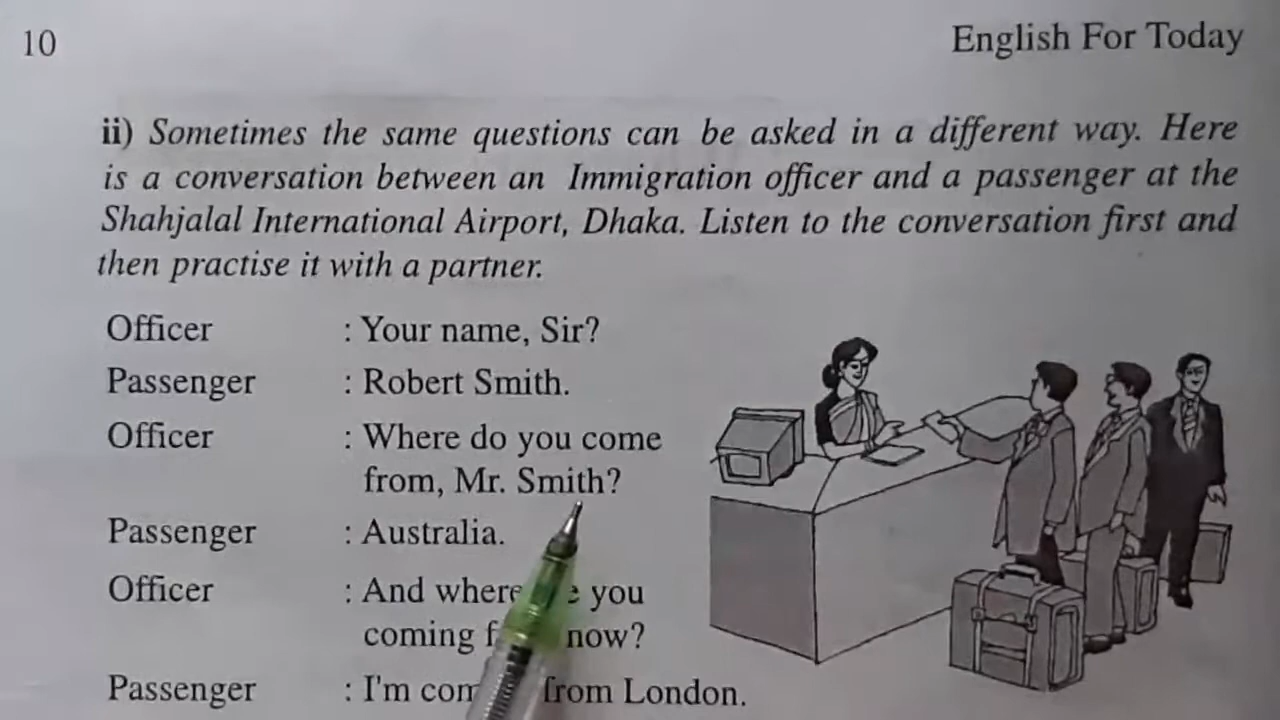 10 English For Today
ii) Sometimes the same questions can be asked in a different way. Here
is a conversation between an Immigration officer and a passenger at the
Shahjalal International Airport, Dhaka. Listen to the conversation first and
then practise it with a partner.
Officer : Your name, Sir?
Passenger : Robert Smith.
Officer : Where do you come
from, Mr. Smith?
Passenger : Australia.
Officer : And where you
coming now?
Passenger : I'm from London.